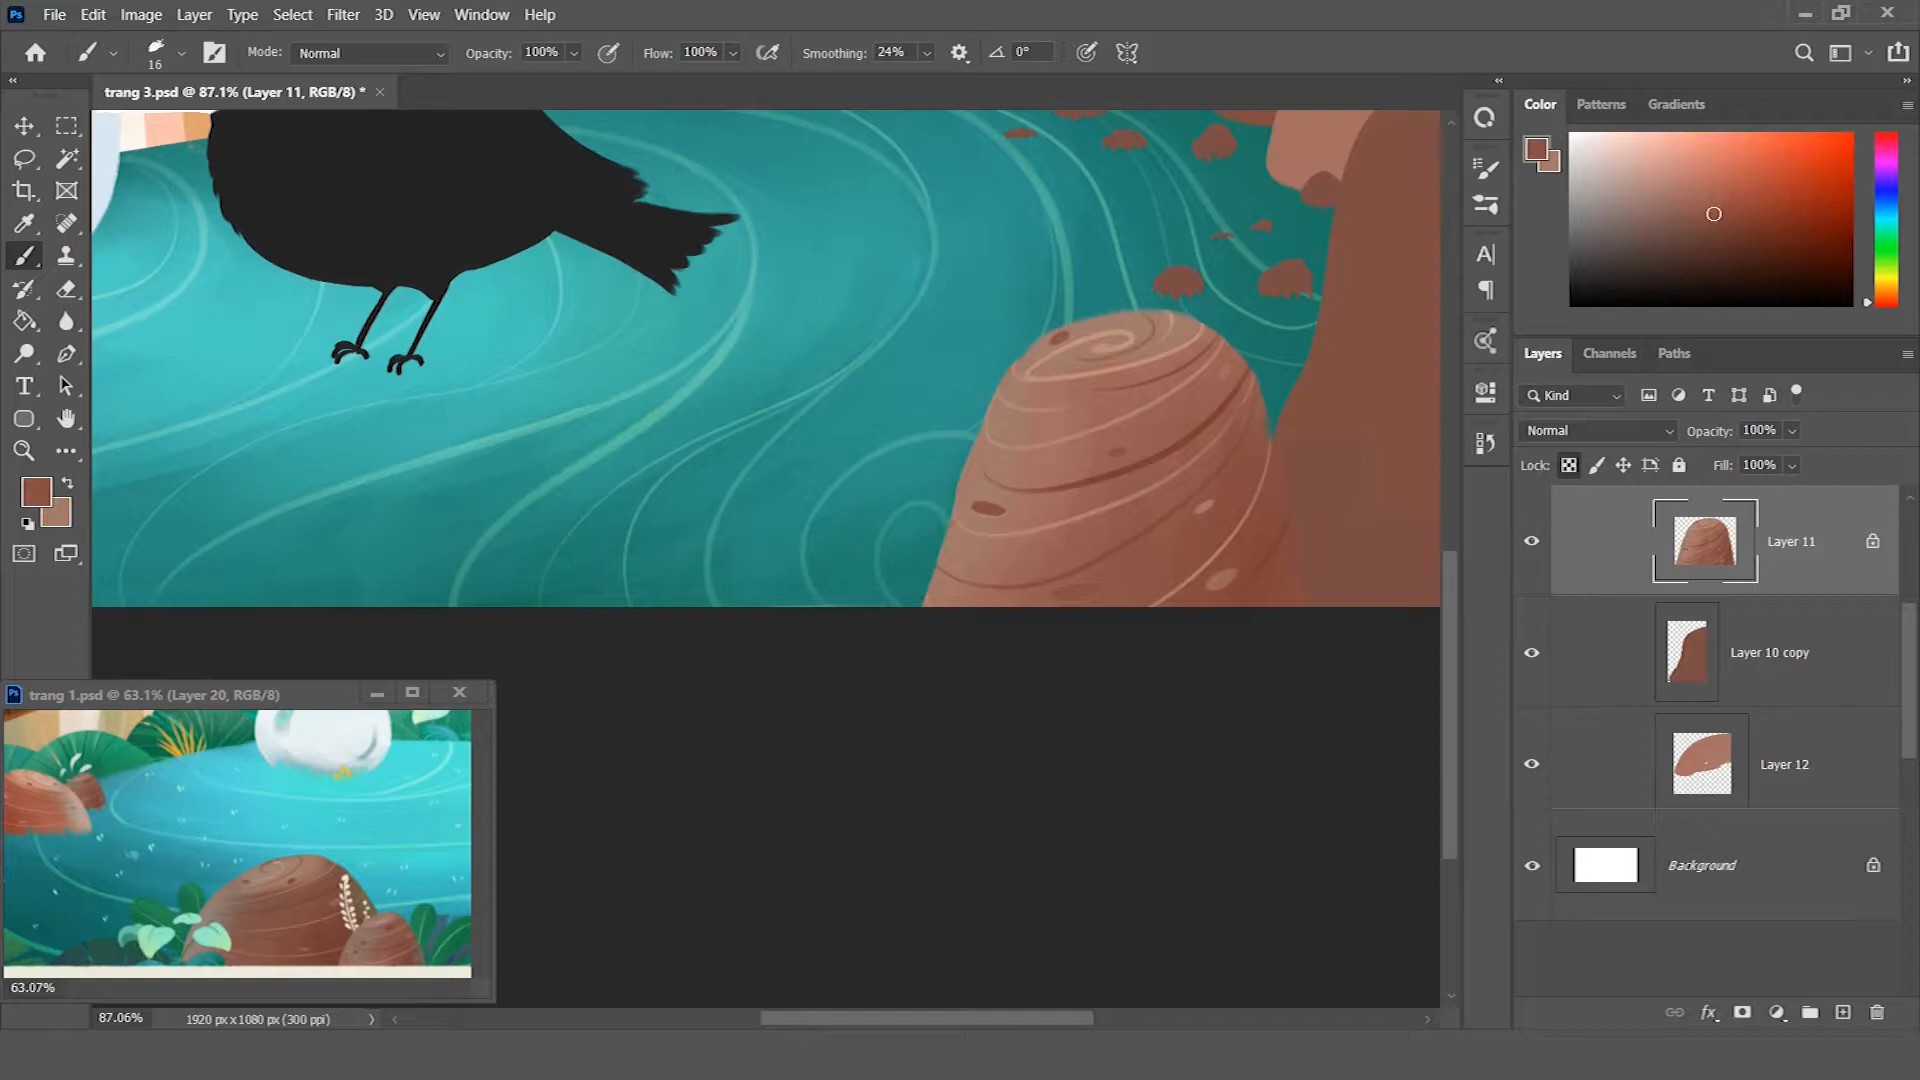 Ps File Edit Image Layer Type Select Filter 3D View Window Help
16 Mode: Normal Opacity: 100% Flow: 100% Smoothing: 24% 0°
trang 3.psd @ 87.1% (Layer 11, RGB/8) *
Color Patterns Gradients
Layers Channels Paths
Kind
Normal Opacity: 100%
Lock: Fill: 100%
Layer 11
Layer 10 copy
Layer 12
Background
Ps trang 1.psd @ 63.1% (Layer 20, RGB/8)
63.07%
87.06% 1920 px x 1080 px (300 ppi)
fx